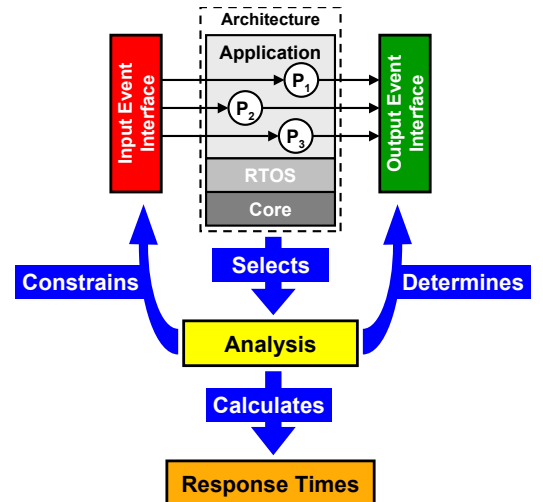 Architecture
Application
Input Event
Interface
P1
P2
P3
Output Event
Interface
RTOS
Core
Constrains
Selects
Determines
Analysis
Calculates
Response Times